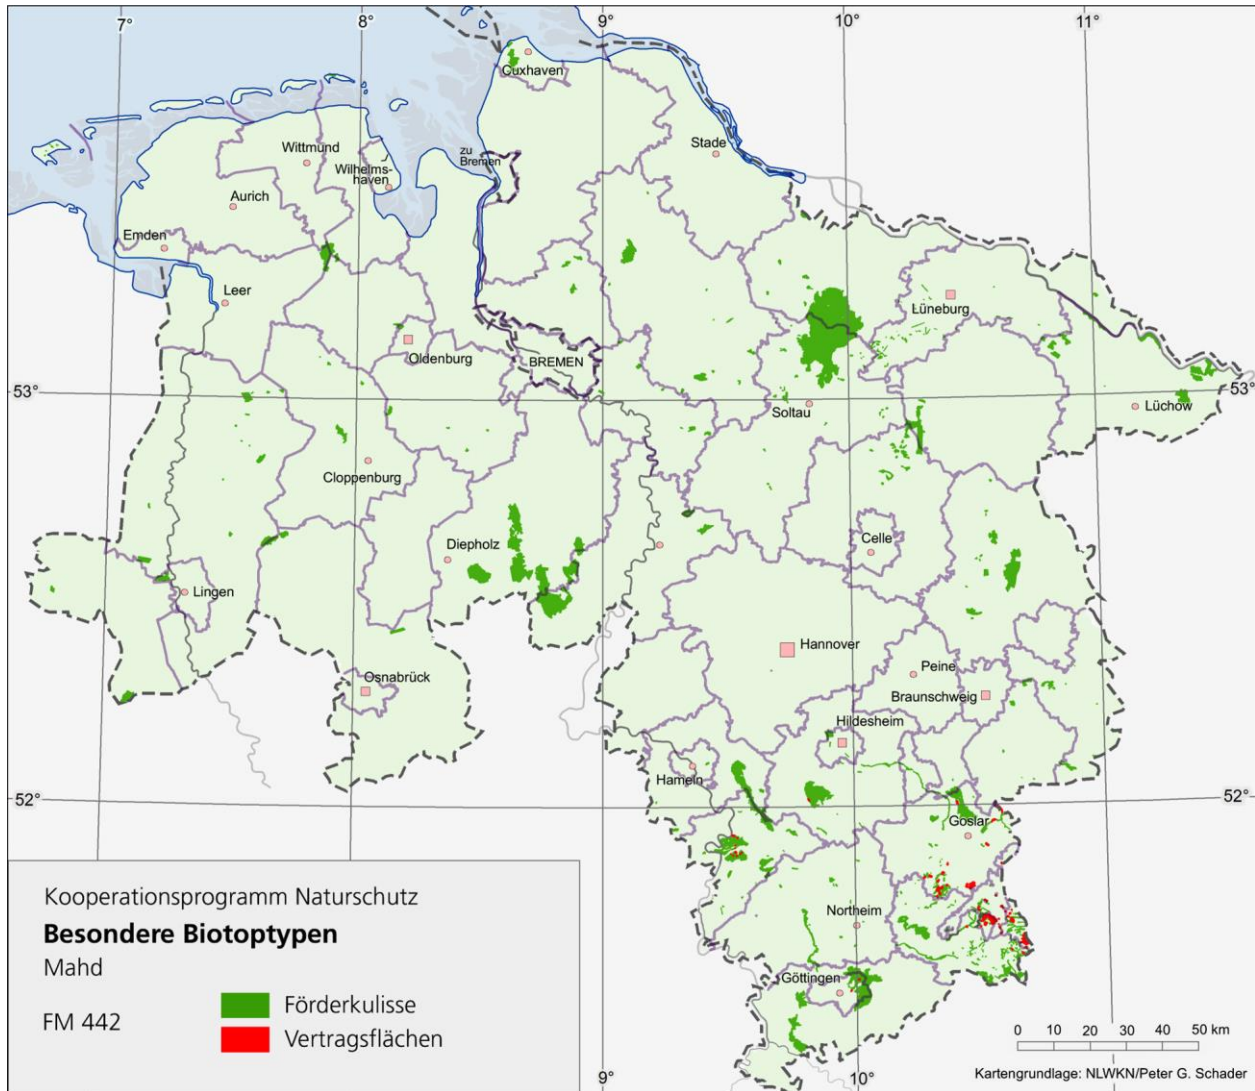 7°
8°
9°
10°
11°
Cuxhaven
Stade
zu
Bremen
Wittmund
Wilhelms-
haven
Aurich
Emden
Leer
Lüneburg
Oldenburg
BREMEN
53°
53°
Soltau
Lüchow
Cloppenburg
Diepholz
Celle
Lingen
Hannover
Osnabrück
Peine
Braunschweig
Hildesheim
Hameln
52°
52°
Goslar
Northeim
Göttingen
Kooperationsprogramm Naturschutz
Besondere Biotoptypen
Mahd
FM 442
Förderkulisse
Vertragsflächen
0 10 20 30 40 50 km
Kartengrundlage: NLWKN/Peter G. Schader
9°
10°